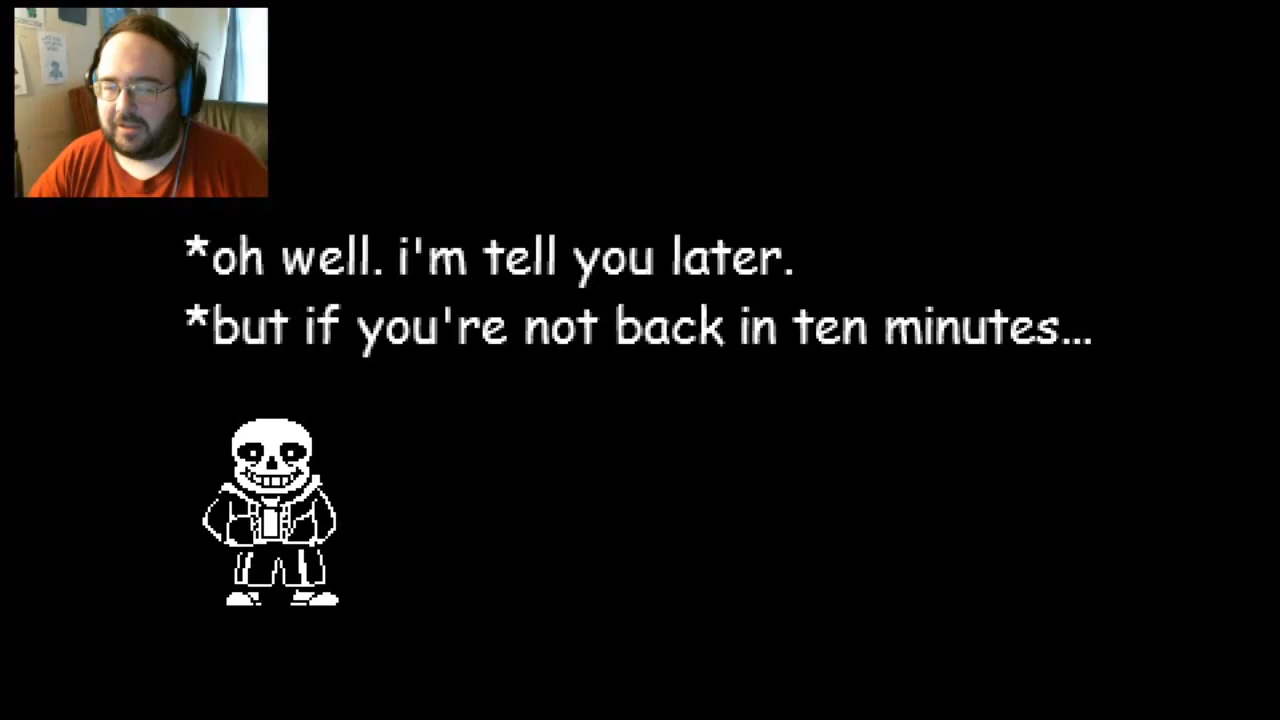 *oh well. i'm tell you later.
*but if you're not back in ten minutes...